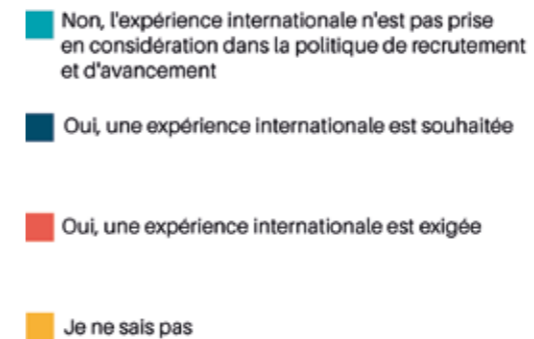 Non, l'expérience internationale n'est pas prise
en considération dans la politique de recrutement
et d'avancement
Oui, une expérience internationale est souhaitée
Oui, une expérience internationale est exigée
Je ne sais pas